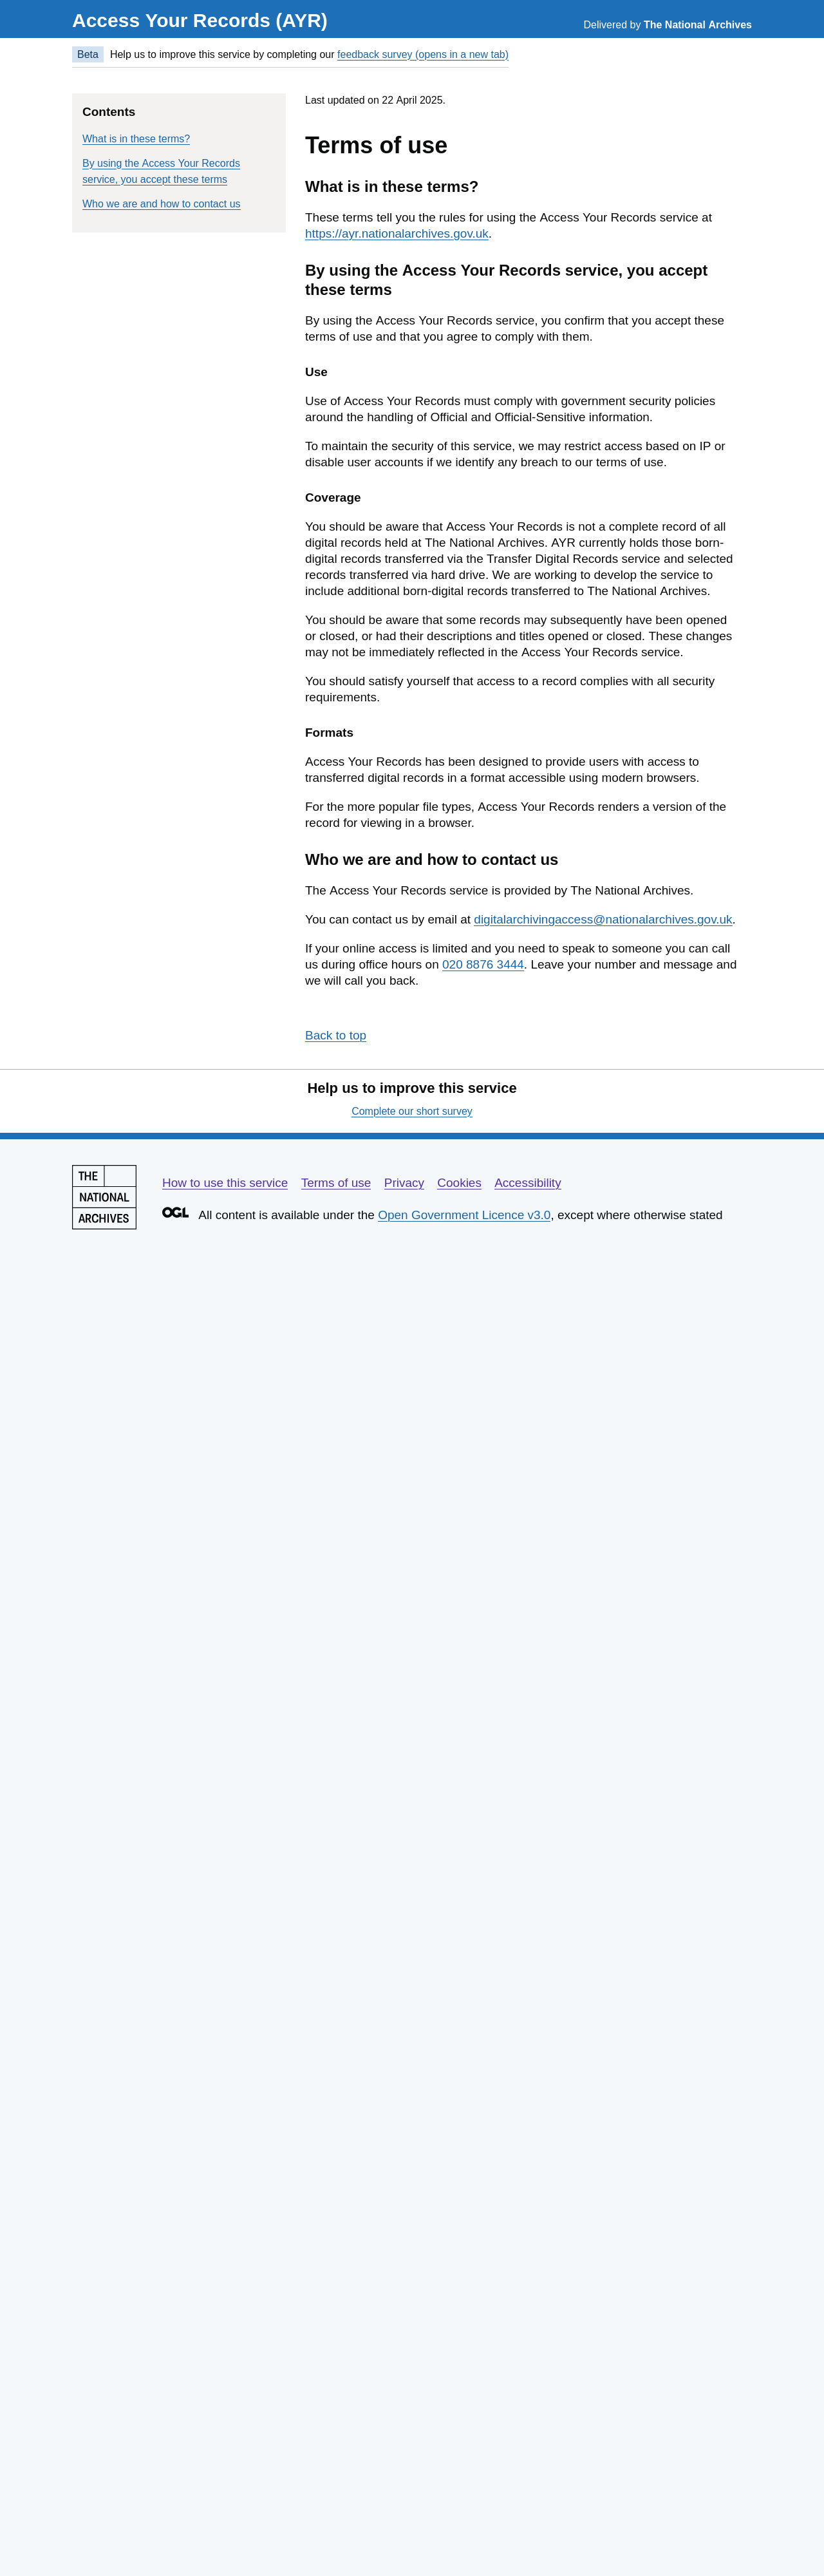 Access Your Records (AYR)
Delivered by The National Archives
Beta Help us to improve this service by completing our feedback survey (opens in a new tab)
Contents
What is in these terms?
By using the Access Your Records
service, you accept these terms
Who we are and how to contact us
Last updated on 22 April 2025.
Terms of use
What is in these terms?
These terms tell you the rules for using the Access Your Records service at
https://ayr.nationalarchives.gov.uk.
By using the Access Your Records service, you accept
these terms
By using the Access Your Records service, you confirm that you accept these
terms of use and that you agree to comply with them.
Use
Use of Access Your Records must comply with government security policies
around the handling of Official and Official-Sensitive information.
To maintain the security of this service, we may restrict access based on IP or
disable user accounts if we identify any breach to our terms of use.
Coverage
You should be aware that Access Your Records is not a complete record of all
digital records held at The National Archives. AYR currently holds those born-
digital records transferred via the Transfer Digital Records service and selected
records transferred via hard drive. We are working to develop the service to
include additional born-digital records transferred to The National Archives.
You should be aware that some records may subsequently have been opened
or closed, or had their descriptions and titles opened or closed. These changes
may not be immediately reflected in the Access Your Records service.
You should satisfy yourself that access to a record complies with all security
requirements.
Formats
Access Your Records has been designed to provide users with access to
transferred digital records in a format accessible using modern browsers.
For the more popular file types, Access Your Records renders a version of the
record for viewing in a browser.
Who we are and how to contact us
The Access Your Records service is provided by The National Archives.
You can contact us by email at digitalarchivingaccess@nationalarchives.gov.uk.
If your online access is limited and you need to speak to someone you can call
us during office hours on 020 8876 3444. Leave your number and message and
we will call you back.
Back to top
Help us to improve this service
Complete our short survey
THE
NATIONAL
ARCHIVES
How to use this service Terms of use Privacy Cookies Accessibility
OGL All content is available under the Open Government Licence v3.0, except where otherwise stated